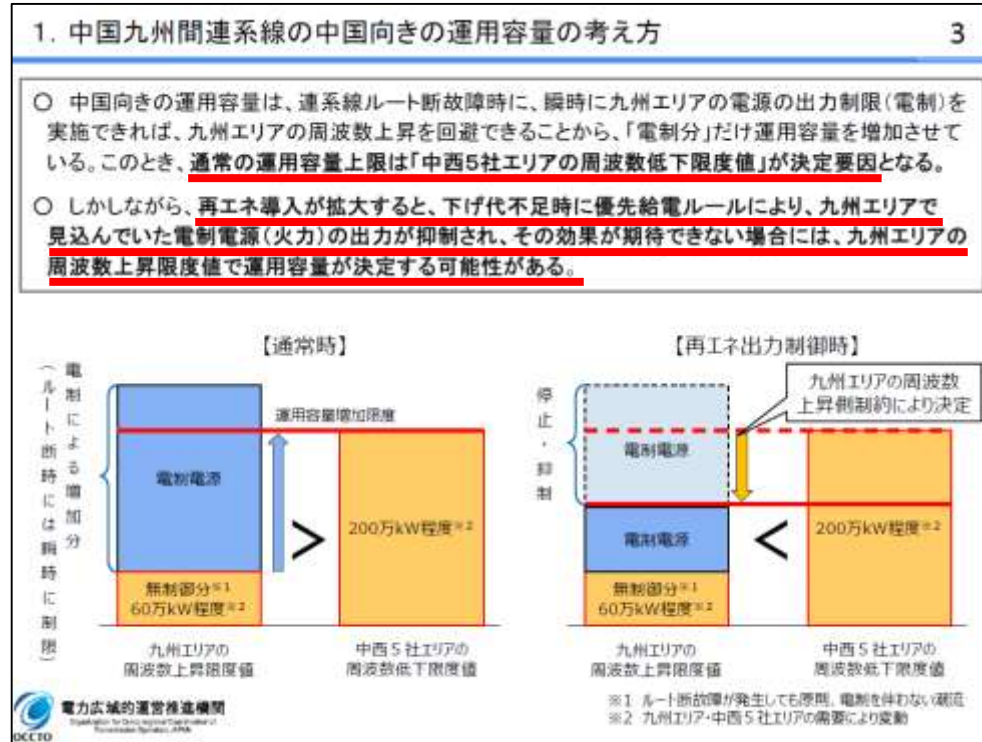 1. 中国九州間連系線の中国向きの運用容量の考え方
3
○ 中国向きの運用容量は、連系線ルート断故障時に、瞬時に九州エリアの電源の出力制限(電制)を
実施できれば、九州エリアの周波数上昇を回避できることから、「電制分」だけ運用容量を増加させて
いる。このとき、通常の運用容量上限は「中西5社エリアの周波数低下限度値」が決定要因となる。
○ しかしながら、再エネ導入が拡大すると、下げ代不足時に優先給電ルールにより、九州エリアで
見込んでいた電制電源(火力)の出力が抑制され、その効果が期待できない場合には、九州エリアの
周波数上昇限度値で運用容量が決定する可能性がある。
【通常時】
電制による増加分
(ルート断時には瞬時に制限)
運用容量増加限度
電制電源
>
200万kW程度※2
無制御分※1
60万kW程度※2
九州エリアの
周波数上昇限度値
中西5社エリアの
周波数低下限度値
【再エネ出力制御時】
九州エリアの周波数
上昇側制約により決定
停止・抑制
電制電源
電制電源
<
200万kW程度※2
無制御分※1
60万kW程度※2
九州エリアの
周波数上昇限度値
中西5社エリアの
周波数低下限度値
※1 ルート断故障が発生しても原則、電制を伴わない潮流
※2 九州エリア・中西5社エリアの需要により変動
電力広域的運営推進機関
OCCTO